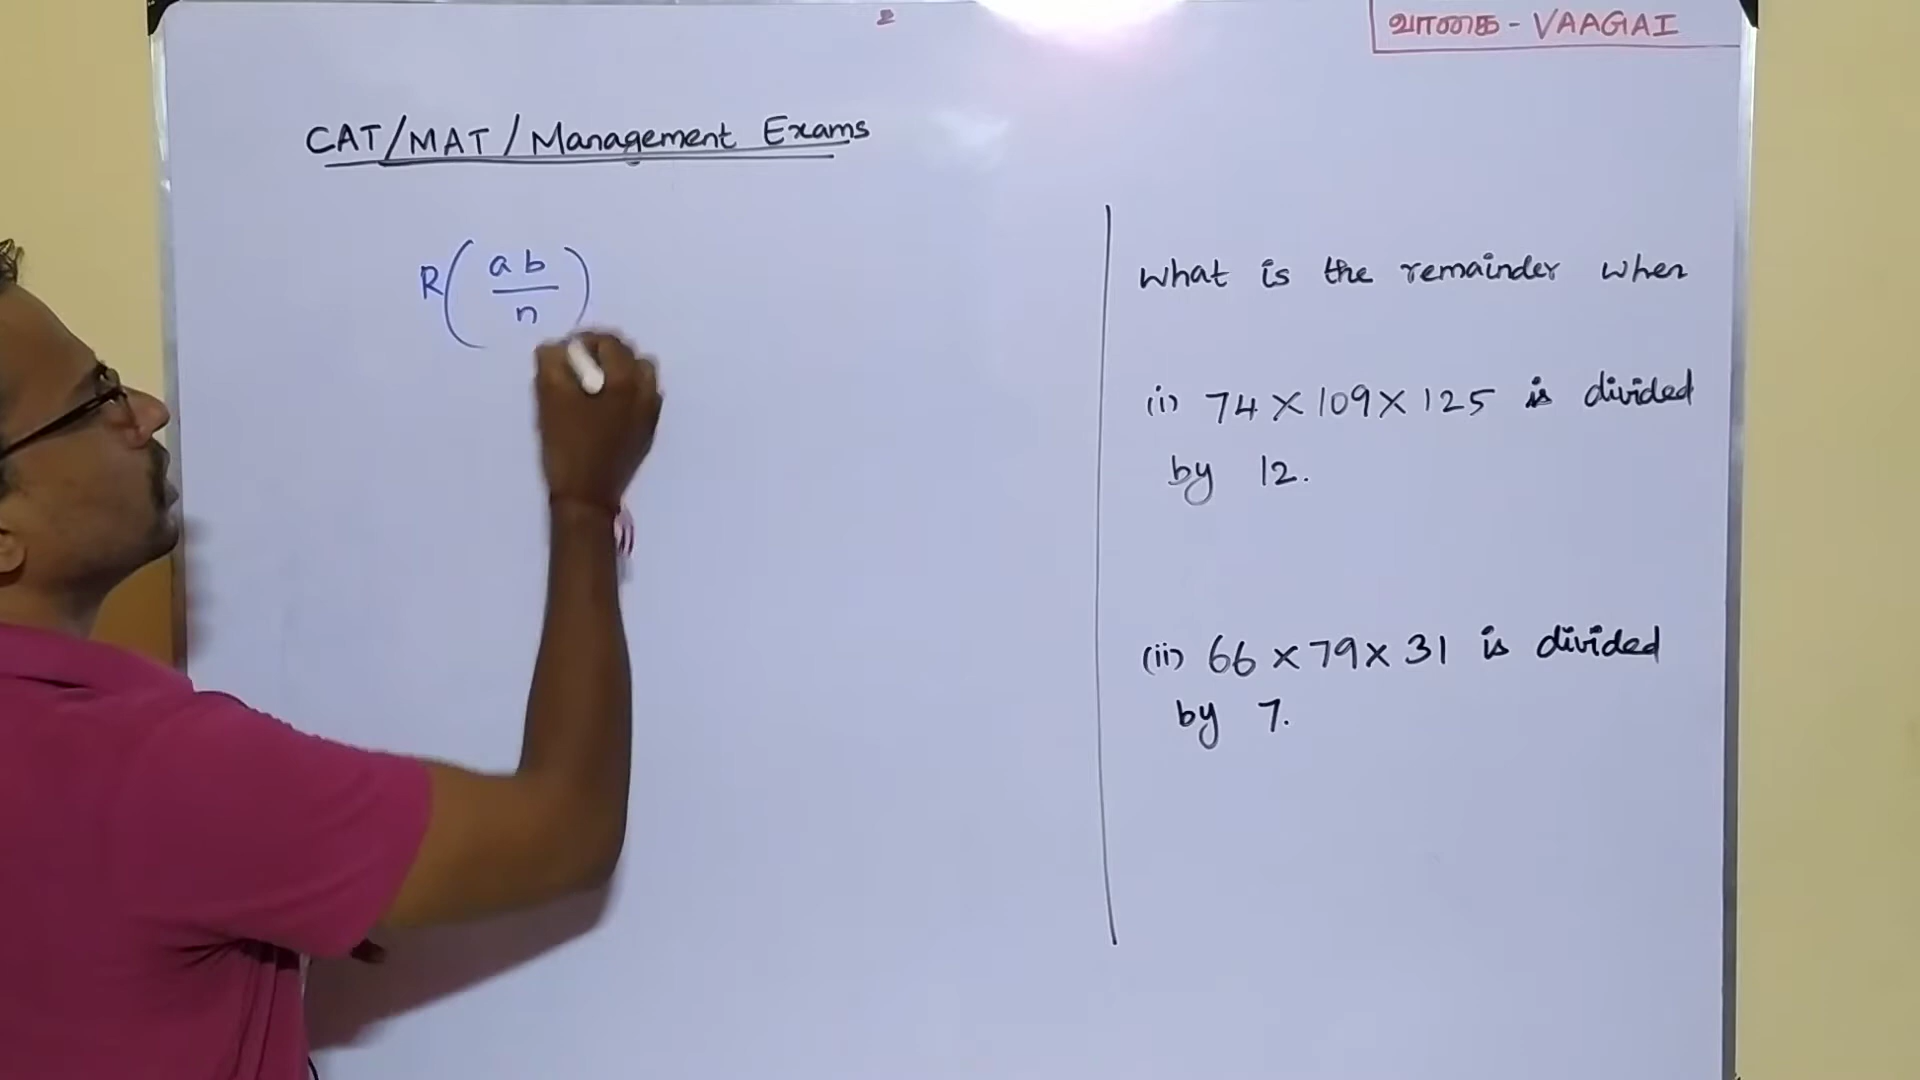 வாகை - VAAGAI
CAT/MAT/Management Exams
R(ab/n)
What is the remainder when
(i) 74 × 109 × 125 is divided
by 12.
(ii) 66 × 79 × 31 is divided
by 7.